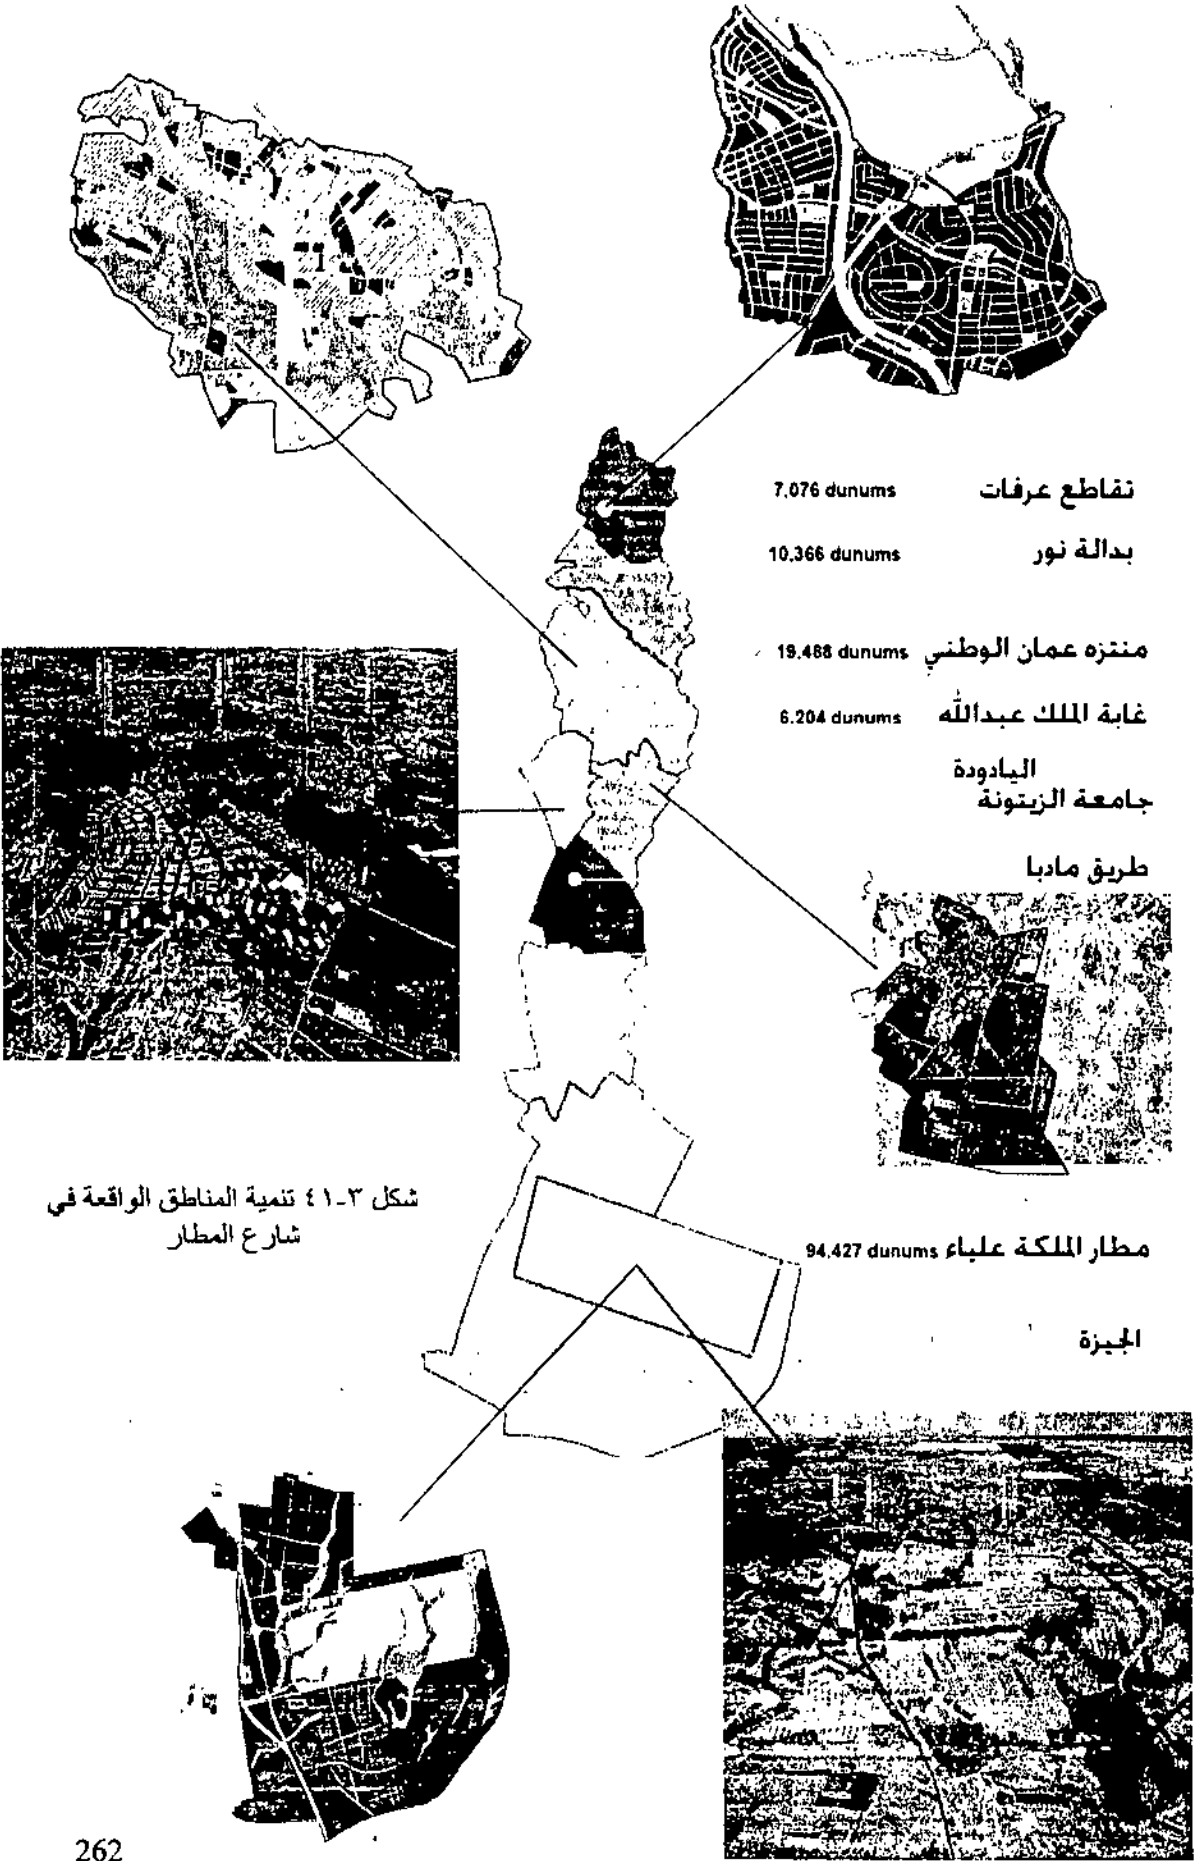 تقاطع عرفات 7,076 dunums
بدالة نور 10,366 dunums
منتزه عمان الوطني 19,468 dunums
غابة الملك عبدالله 6,204 dunums
اليادودة
جامعة الزيتونة
طريق مادبا
شكل ٣-٤١ تنمية المناطق الواقعة في
شارع المطار
مطار الملكة علياء 94,427 dunums
الجيزة
262